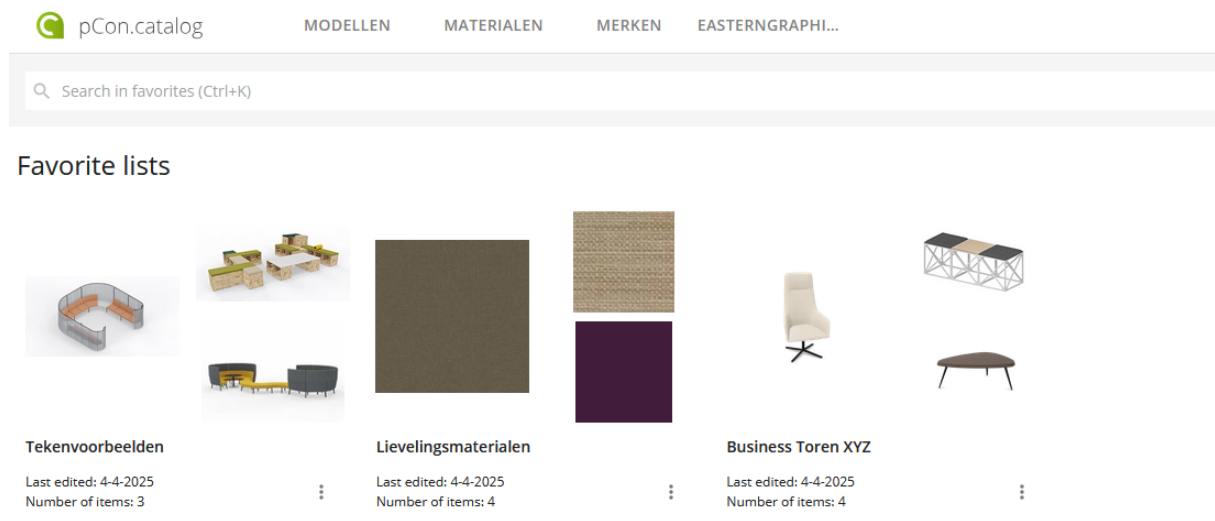 pCon.catalog MODELLEN MATERIALEN MERKEN EASTERNGRAPHI...
Search in favorites (Ctrl+K)
Favorite lists
Tekenvoorbeelden
Last edited: 4-4-2025
Number of items: 3
Lievelingsmaterialen
Last edited: 4-4-2025
Number of items: 4
Business Toren XYZ
Last edited: 4-4-2025
Number of items: 4